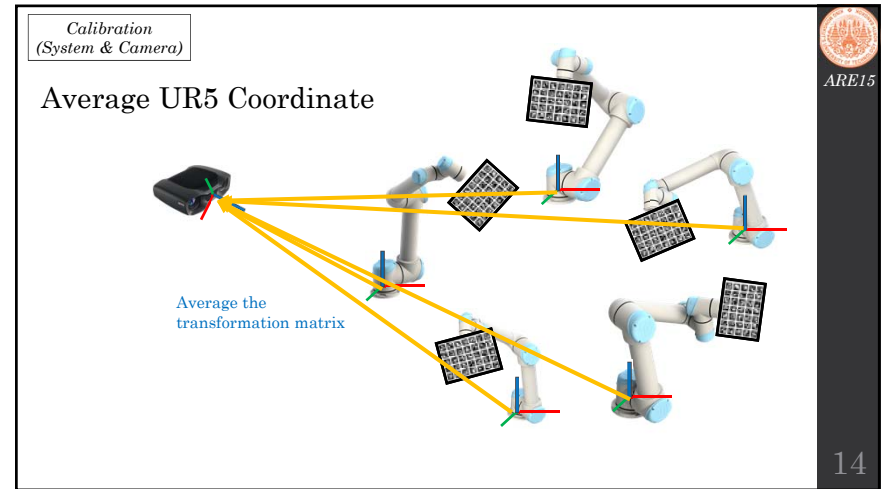 Calibration
(System & Camera)
Average UR5 Coordinate
ARE15
Average the
transformation matrix
14